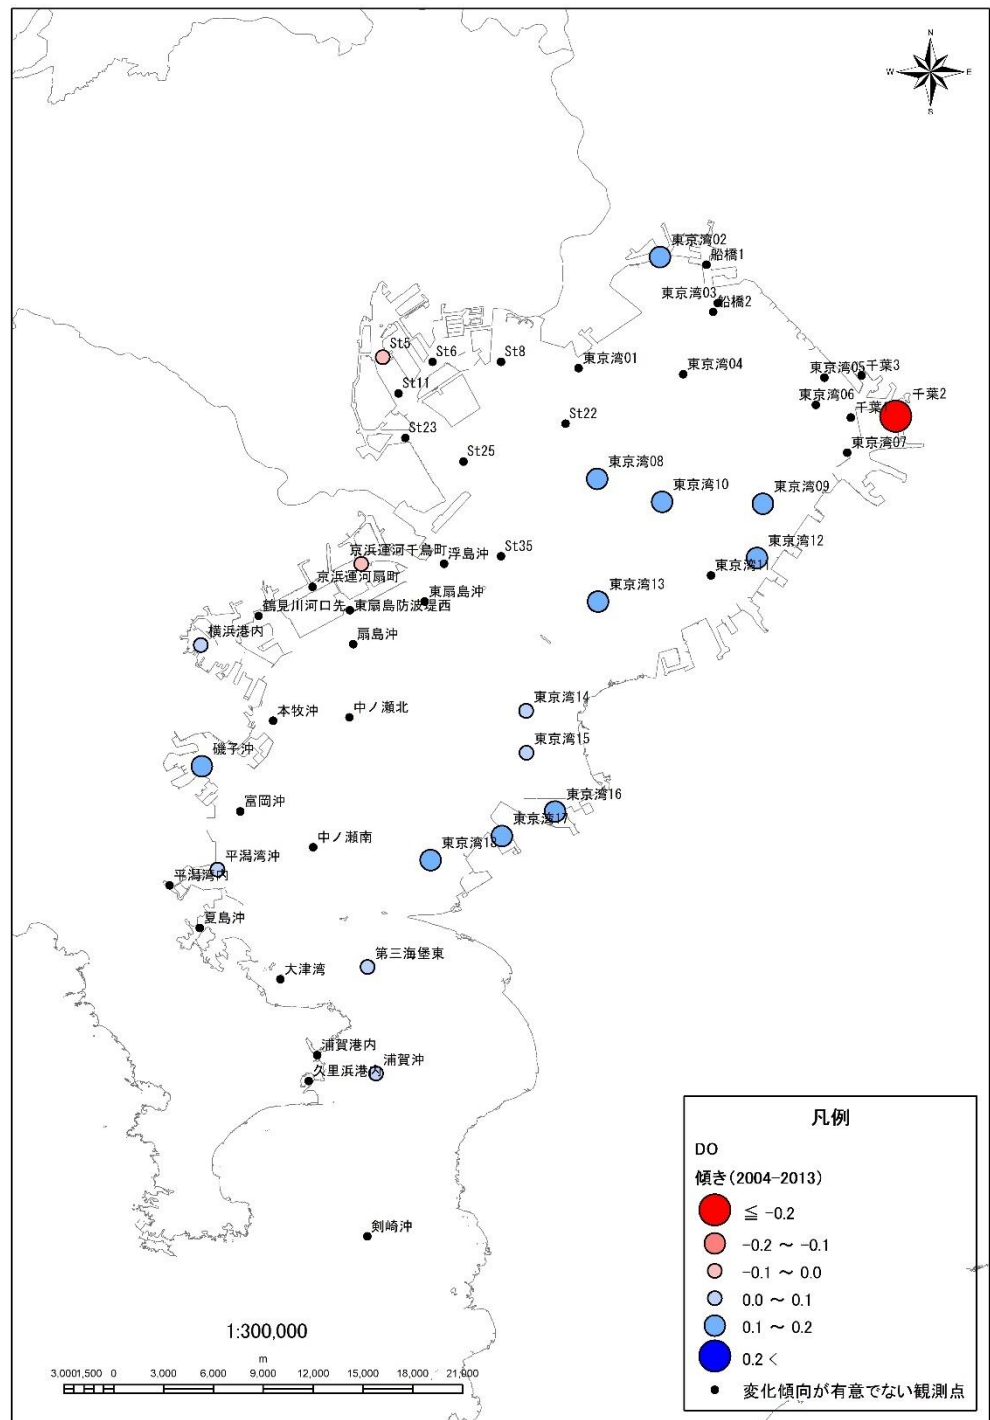 N
W
E
S
東京湾02
船橋1
東京湾03
船橋2
St5
St6
St8
東京湾01
東京湾04
東京湾05
千葉3
St11
東京湾06
千葉2
千葉1
St22
St23
東京湾07
St25
東京湾08
東京湾10
東京湾09
京浜運河千鳥町
浮島沖
St35
東京湾12
京浜運河扇町
東京湾11
東扇島沖
東京湾13
鶴見川河口先
東扇島防波堤西
横浜港内
扇島沖
東京湾14
本牧沖
中ノ瀬北
磯子沖
東京湾15
富岡沖
東京湾16
東京湾17
中ノ瀬南
東京湾18
平潟湾沖
平潟湾内
夏島沖
大津湾
第三海堡東
浦賀港内
浦賀沖
久里浜港内
剣崎沖
凡例
DO
傾き(2004-2013)
≦ -0.2
-0.2 ～ -0.1
-0.1 ～ 0.0
0.0 ～ 0.1
0.1 ～ 0.2
0.2 <
変化傾向が有意でない観測点
1:300,000
m
3,000 1,500 0 3,000 6,000 9,000 12,000 15,000 18,000 21,000